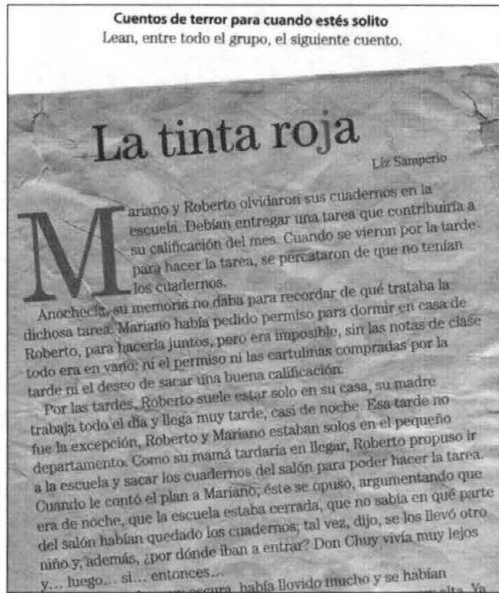 Cuentos de terror para cuando estés solito
Lean, entre todo el grupo, el siguiente cuento.
La tinta roja
Liz Samperio
Mariano y Roberto olvidaron sus cuadernos en la
escuela. Debían entregar una tarea que contribuiría a
su calificación del mes. Cuando se vieron por la tarde
para hacer la tarea, se percataron de que no tenían
los cuadernos.
Anochecía, su memoria no daba para recordar de qué trataba la
dichosa tarea. Mariano había pedido permiso para dormir en casa de
Roberto, para hacerla juntos, pero era imposible, sin las notas de clase
todo era en vano: ni el permiso ni las cartulinas compradas por la
tarde ni el deseo de sacar una buena calificación.
Por las tardes, Roberto suele estar solo en su casa, su madre
trabaja todo el día y llega muy tarde, casi de noche. Esa tarde no
fue la excepción, Roberto y Mariano estaban solos en el pequeño
departamento. Como su mamá tardaría en llegar, Roberto propuso ir
a la escuela y sacar los cuadernos del salón para poder hacer la tarea.
Cuando le contó el plan a Mariano, éste se opuso, argumentando que
era de noche, que la escuela estaba cerrada, que no sabía en qué parte
del salón habían quedado los cuadernos; tal vez, dijo, se los llevó otro
niño y, además, ¿por dónde iban a entrar? Don Chuy vivía muy lejos
y... luego... si... entonces...
oscura, había llovido mucho y se habían